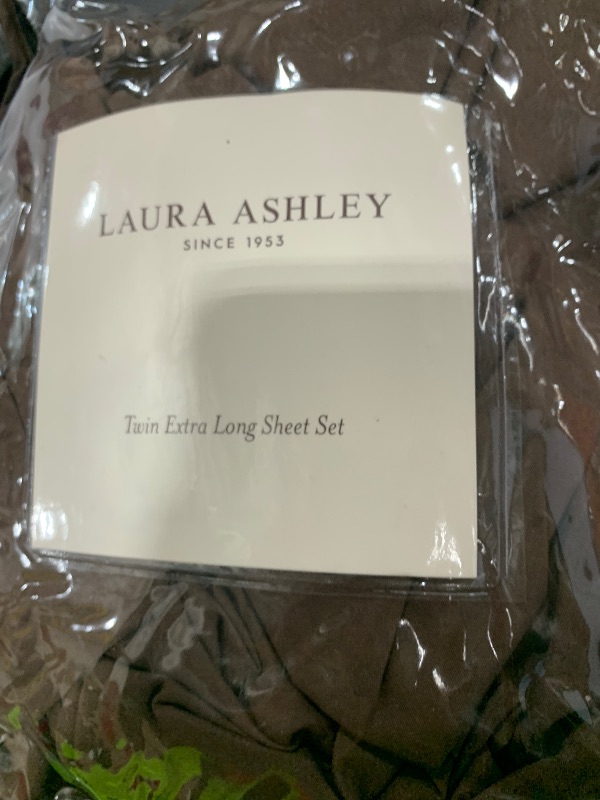 LAURA ASHLEY
SINCE 1953
Twin Extra Long Sheet Set